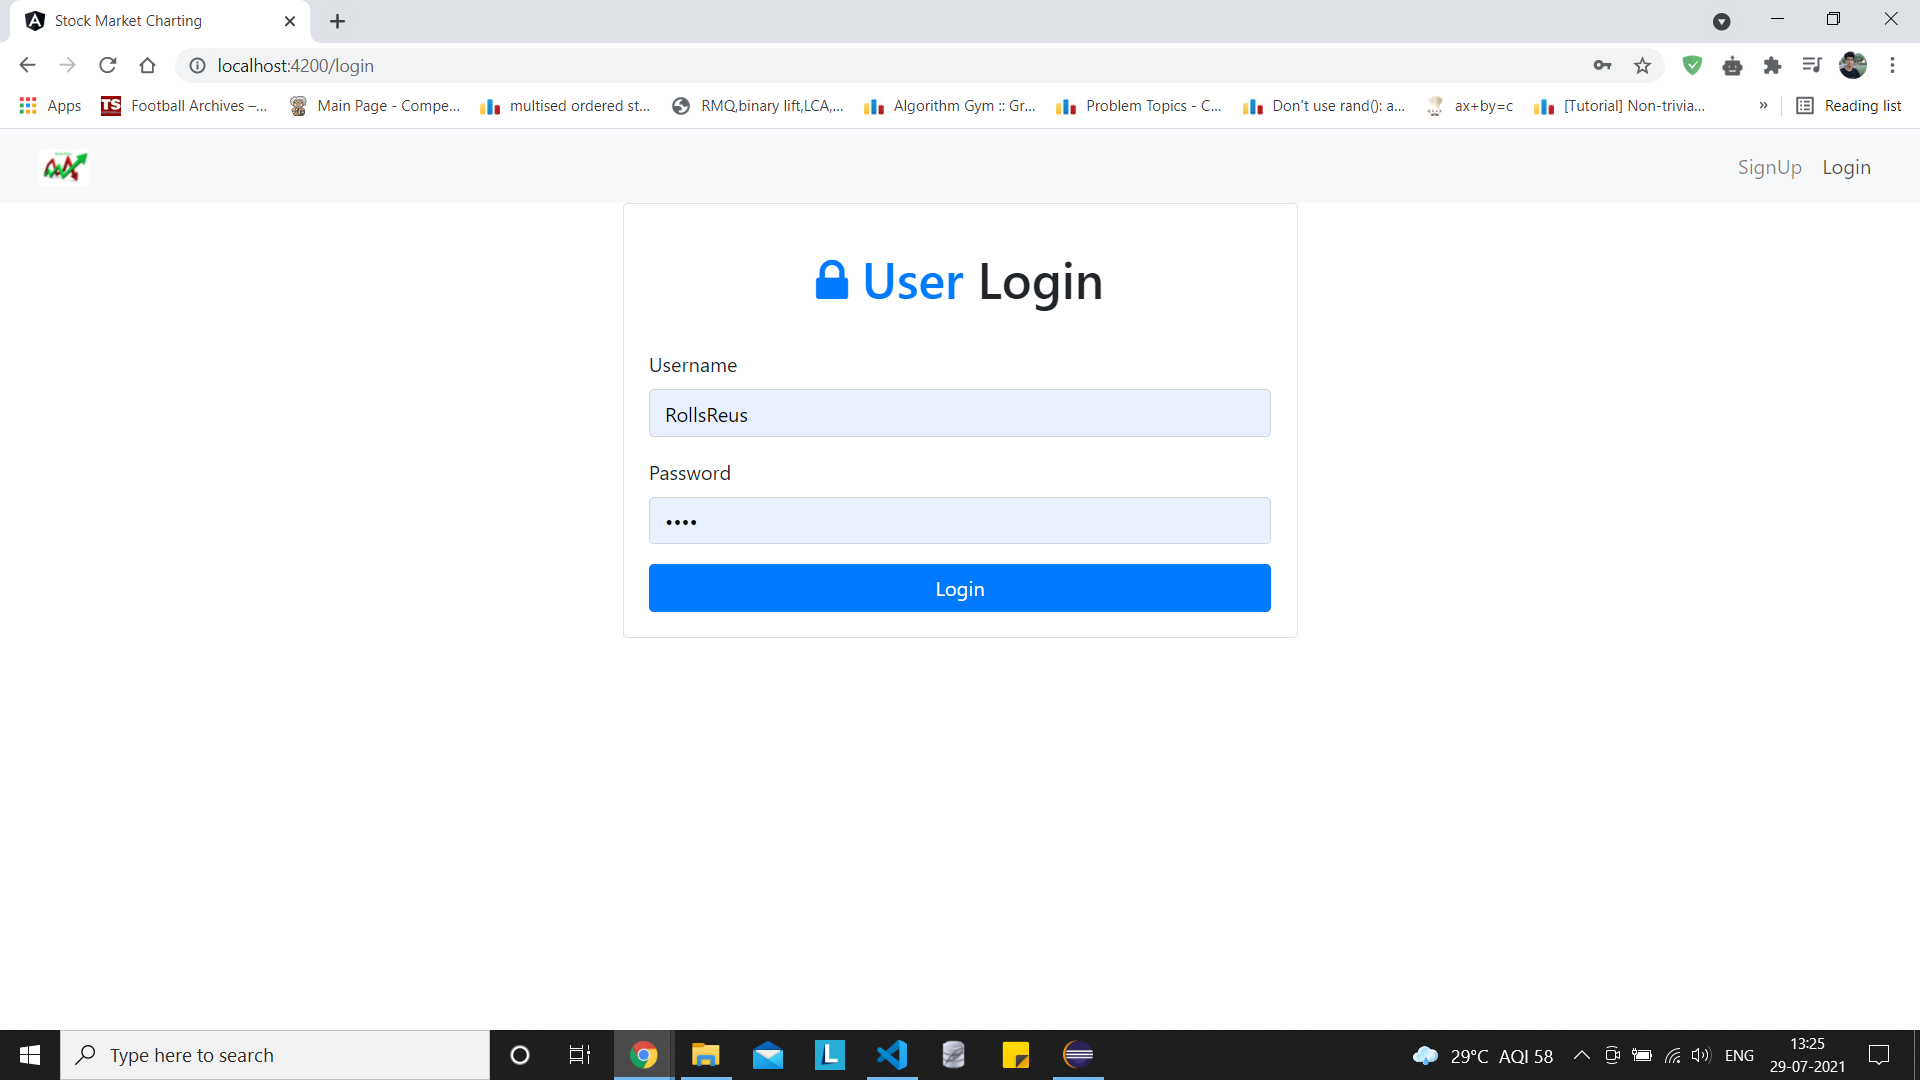 Stock Market Charting
localhost:4200/login
Apps TS Football Archives –... Main Page - Compe... multised ordered st... RMQ,binary lift,LCA,... Algorithm Gym :: Gr... Problem Topics - C... Don't use rand(): a... ax+by=c [Tutorial] Non-trivia... » Reading list
SignUp Login
User Login
Username
RollsReus
Password
••••
Login
Type here to search
L
29°C AQI 58
ENG
13:25
29-07-2021